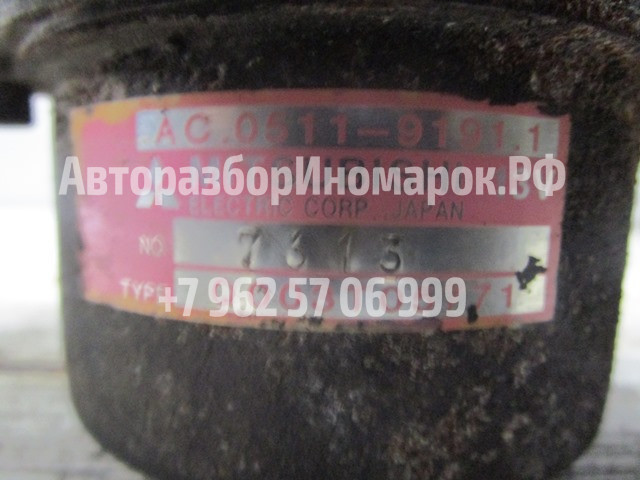 AC.0511-9191.1
АвторазборИномарок.РФ
ELECTRIC CORP., JAPAN
NO. 7313
+7 962 57 06 999
TYPE